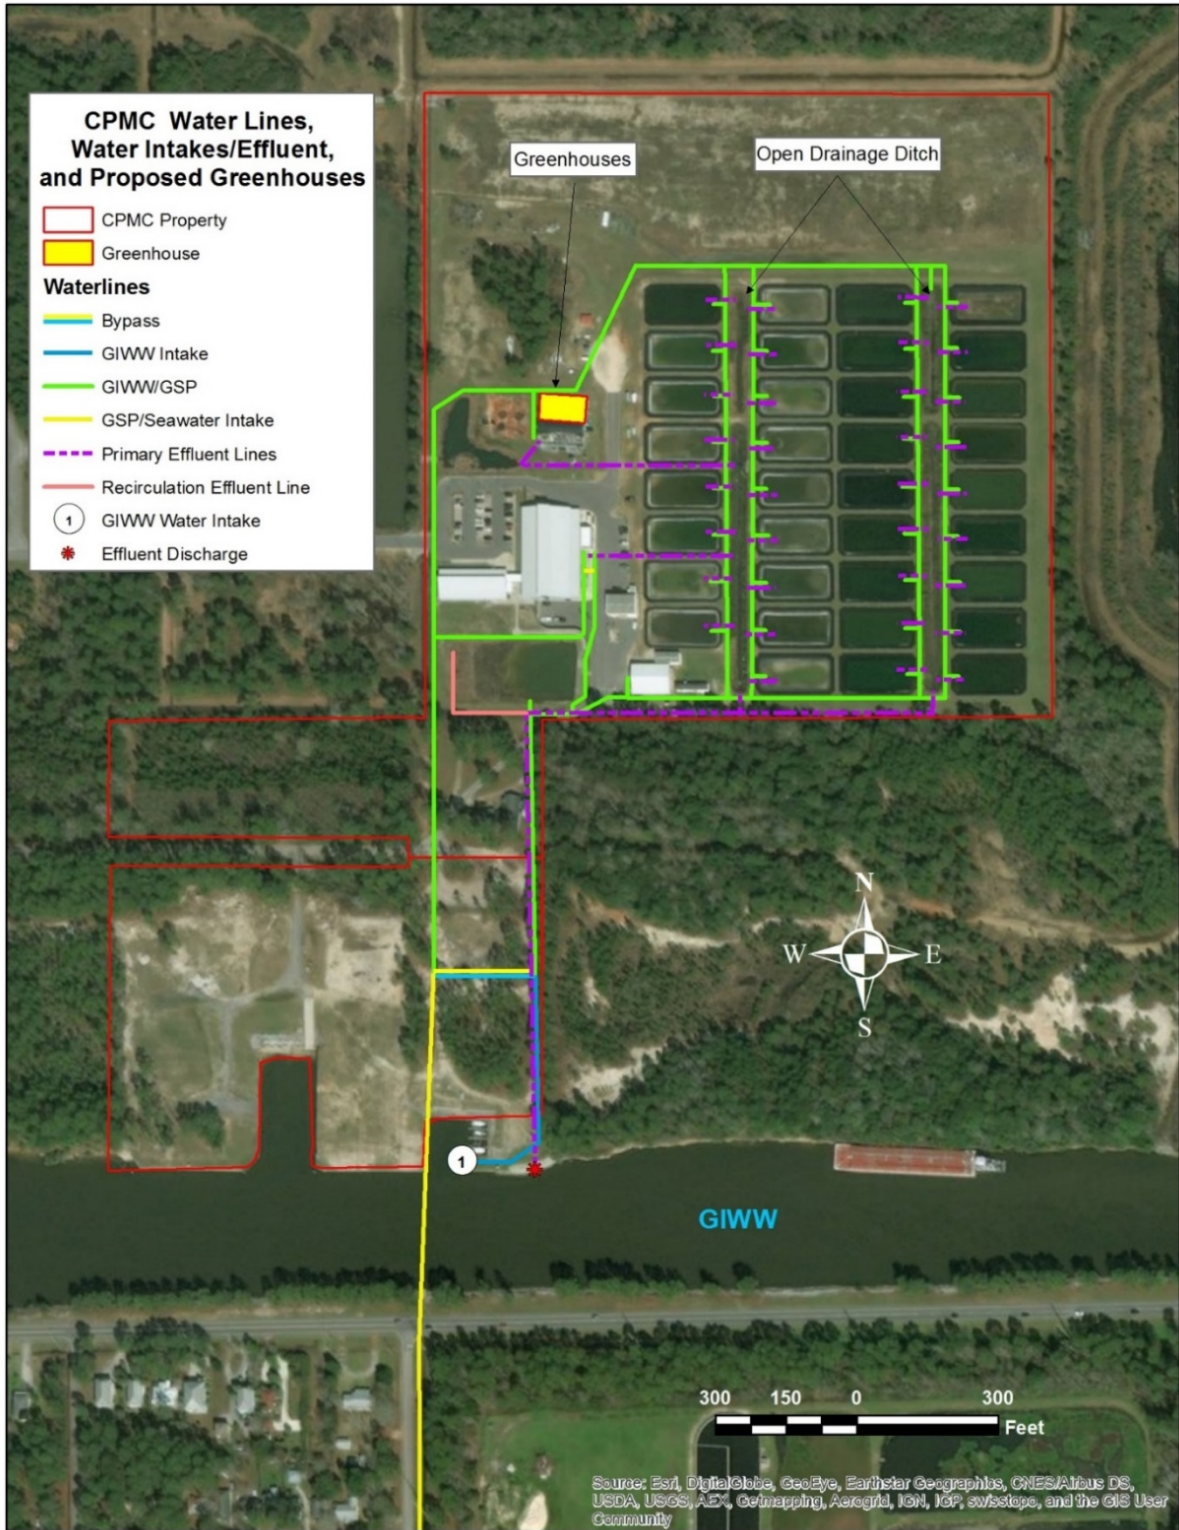 CPMC Water Lines,
Water Intakes/Effluent,
and Proposed Greenhouses
CPMC Property
Greenhouse
Waterlines
Bypass
GIWW Intake
GIWW/GSP
GSP/Seawater Intake
Primary Effluent Lines
Recirculation Effluent Line
1 GIWW Water Intake
Effluent Discharge
Greenhouses
Open Drainage Ditch
N
W E
S
1
GIWW
300 150 0 300
Feet
Source: Esri, DigitalGlobe, GeoEye, Earthstar Geographics, CNES/Airbus DS,
USDA, USGS, AEX, Getmapping, Aerogrid, IGN, IGP, swisstopo, and the GIS User
Community